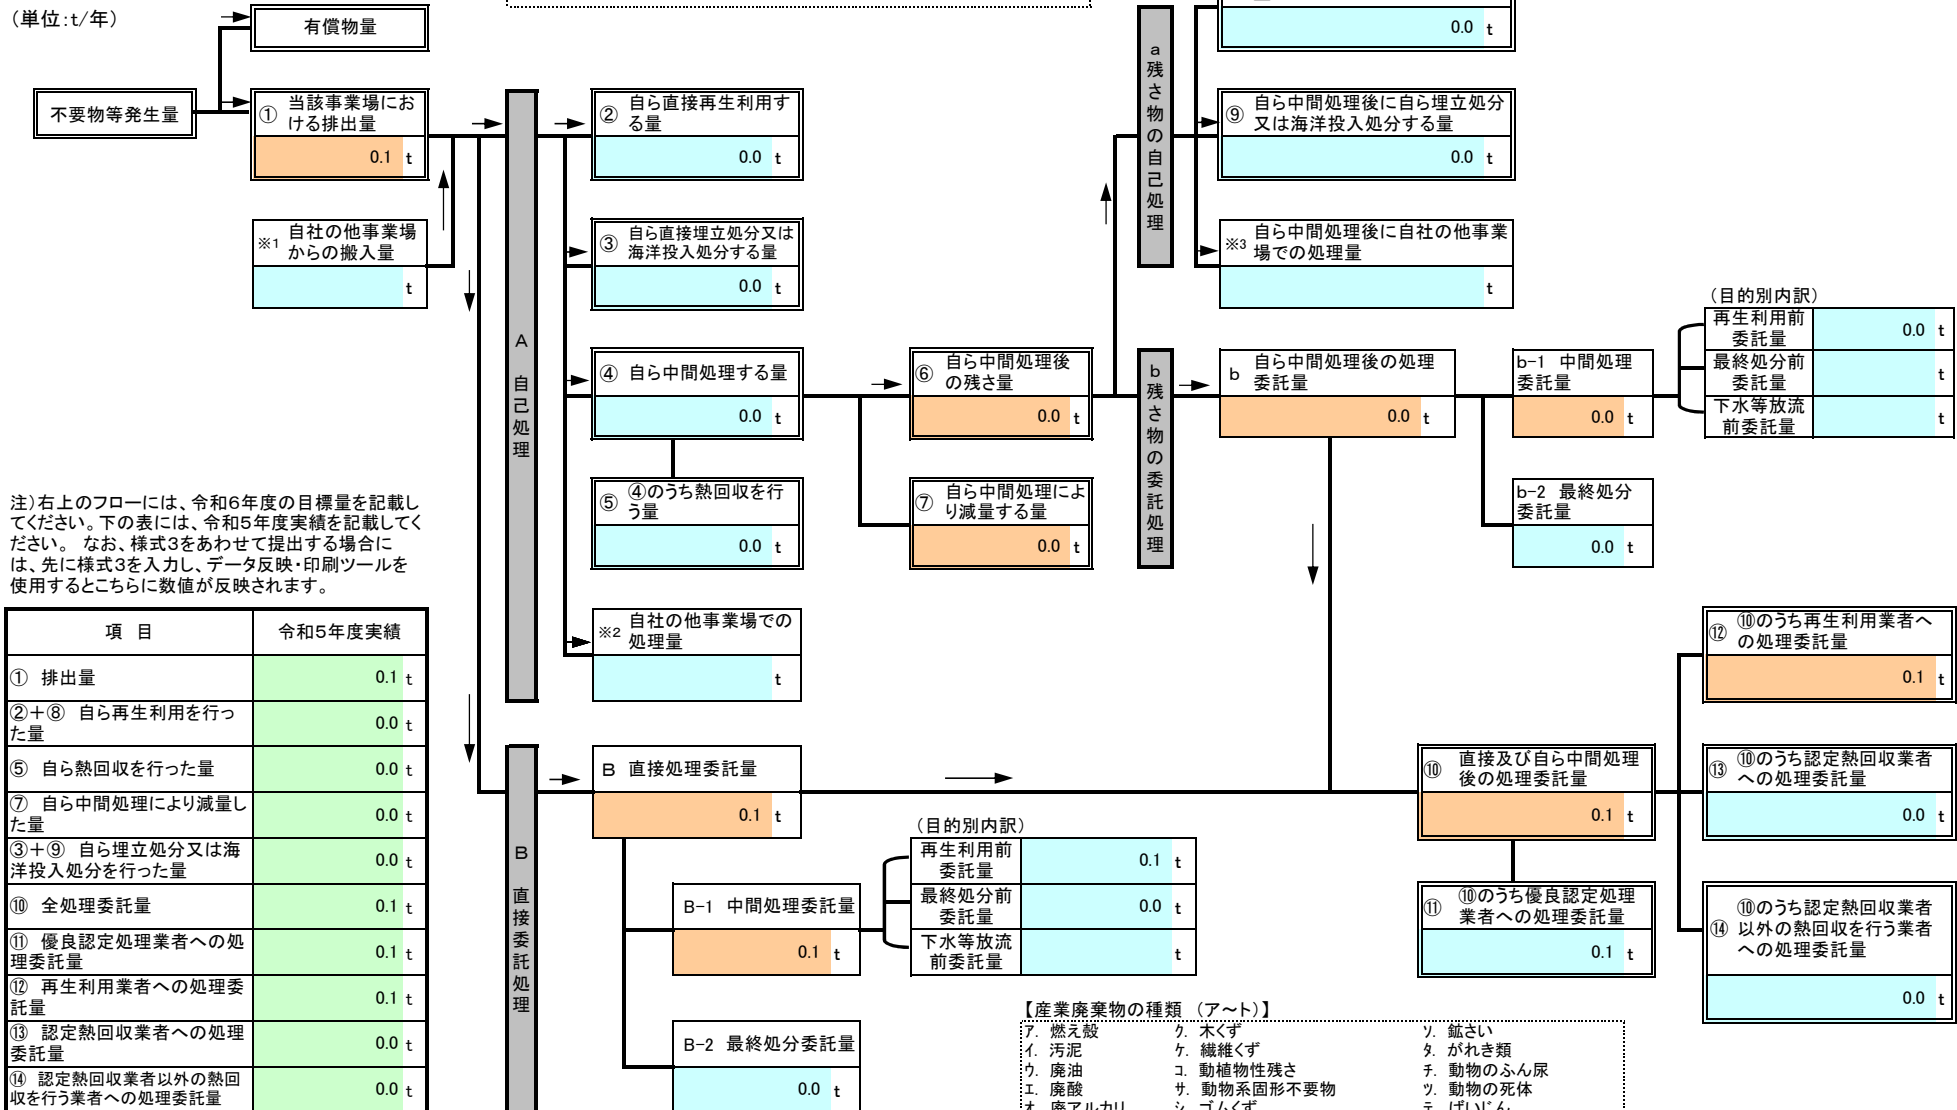 （単位：t/年）
有償物量
不要物等発生量
① 当該事業場にお
ける排出量
0.1 t
※1 自社の他事業場
からの搬入量
t
A 自己処理
② 自ら直接再生利用す
る量
0.0 t
③ 自ら直接埋立処分又は
海洋投入処分する量
0.0 t
④ 自ら中間処理する量
0.0 t
⑤ ④のうち熱回収を行
う量
0.0 t
※2 自社の他事業場での
処理量
t
⑥ 自ら中間処理後
の残さ量
0.0 t
⑦ 自ら中間処理によ
り減量する量
0.0 t
a 残さ物の自己処理
0.0 t
⑨ 自ら中間処理後に自ら埋立処分
又は海洋投入処分する量
0.0 t
※3 自ら中間処理後に自社の他事業
場での処理量
t
b 残さ物の委託処理
b 自ら中間処理後の処理
委託量
0.0 t
b-1 中間処理
委託量
0.0 t
b-2 最終処分
委託量
0.0 t
（目的別内訳）
再生利用前
委託量
0.0 t
最終処分前
委託量
t
下水等放流
前委託量
t
注）右上のフローには、令和６年度の目標量を記載し
てください。下の表には、令和５年度実績を記載してく
ださい。 なお、様式３をあわせて提出する場合に
は、先に様式３を入力し、データ反映・印刷ツールを
使用するとこちらに数値が反映されます。
項 目 令和５年度実績
① 排出量 0.1 t
②＋⑧ 自ら再生利用を行っ
た量 0.0 t
⑤ 自ら熱回収を行った量 0.0 t
⑦ 自ら中間処理により減量し
た量 0.0 t
③＋⑨ 自ら埋立処分又は海
洋投入処分を行った量 0.0 t
⑩ 全処理委託量 0.1 t
⑪ 優良認定処理業者への処
理委託量 0.1 t
⑫ 再生利用業者への処理委
託量 0.1 t
⑬ 認定熱回収業者への処理
委託量 0.0 t
⑭ 認定熱回収業者以外の熱回
収を行う業者への処理委託量 0.0 t
B 直接委託処理
B 直接処理委託量
0.1 t
B-1 中間処理委託量
0.1 t
B-2 最終処分委託量
0.0 t
（目的別内訳）
再生利用前
委託量
0.1 t
最終処分前
委託量
0.0 t
下水等放流
前委託量
t
⑩ 直接及び自ら中間処理
後の処理委託量
0.1 t
⑪ ⑩のうち優良認定処理
業者への処理委託量
0.1 t
⑫ ⑩のうち再生利用業者へ
の処理委託量
0.1 t
⑬ ⑩のうち認定熱回収業者
への処理委託量
0.0 t
⑭ ⑩のうち認定熱回収業者
以外の熱回収を行う業者
への処理委託量
0.0 t
【産業廃棄物の種類 （ア～ト）】
ア. 燃え殻 ク. 木くず ソ. 鉱さい
イ. 汚泥 ケ. 繊維くず タ. がれき類
ウ. 廃油 コ. 動植物性残さ チ. 動物のふん尿
エ. 廃酸 サ. 動物系固形不要物 ツ. 動物の死体
オ. 廃アルカリ シ. ゴムくず テ. ばいじん